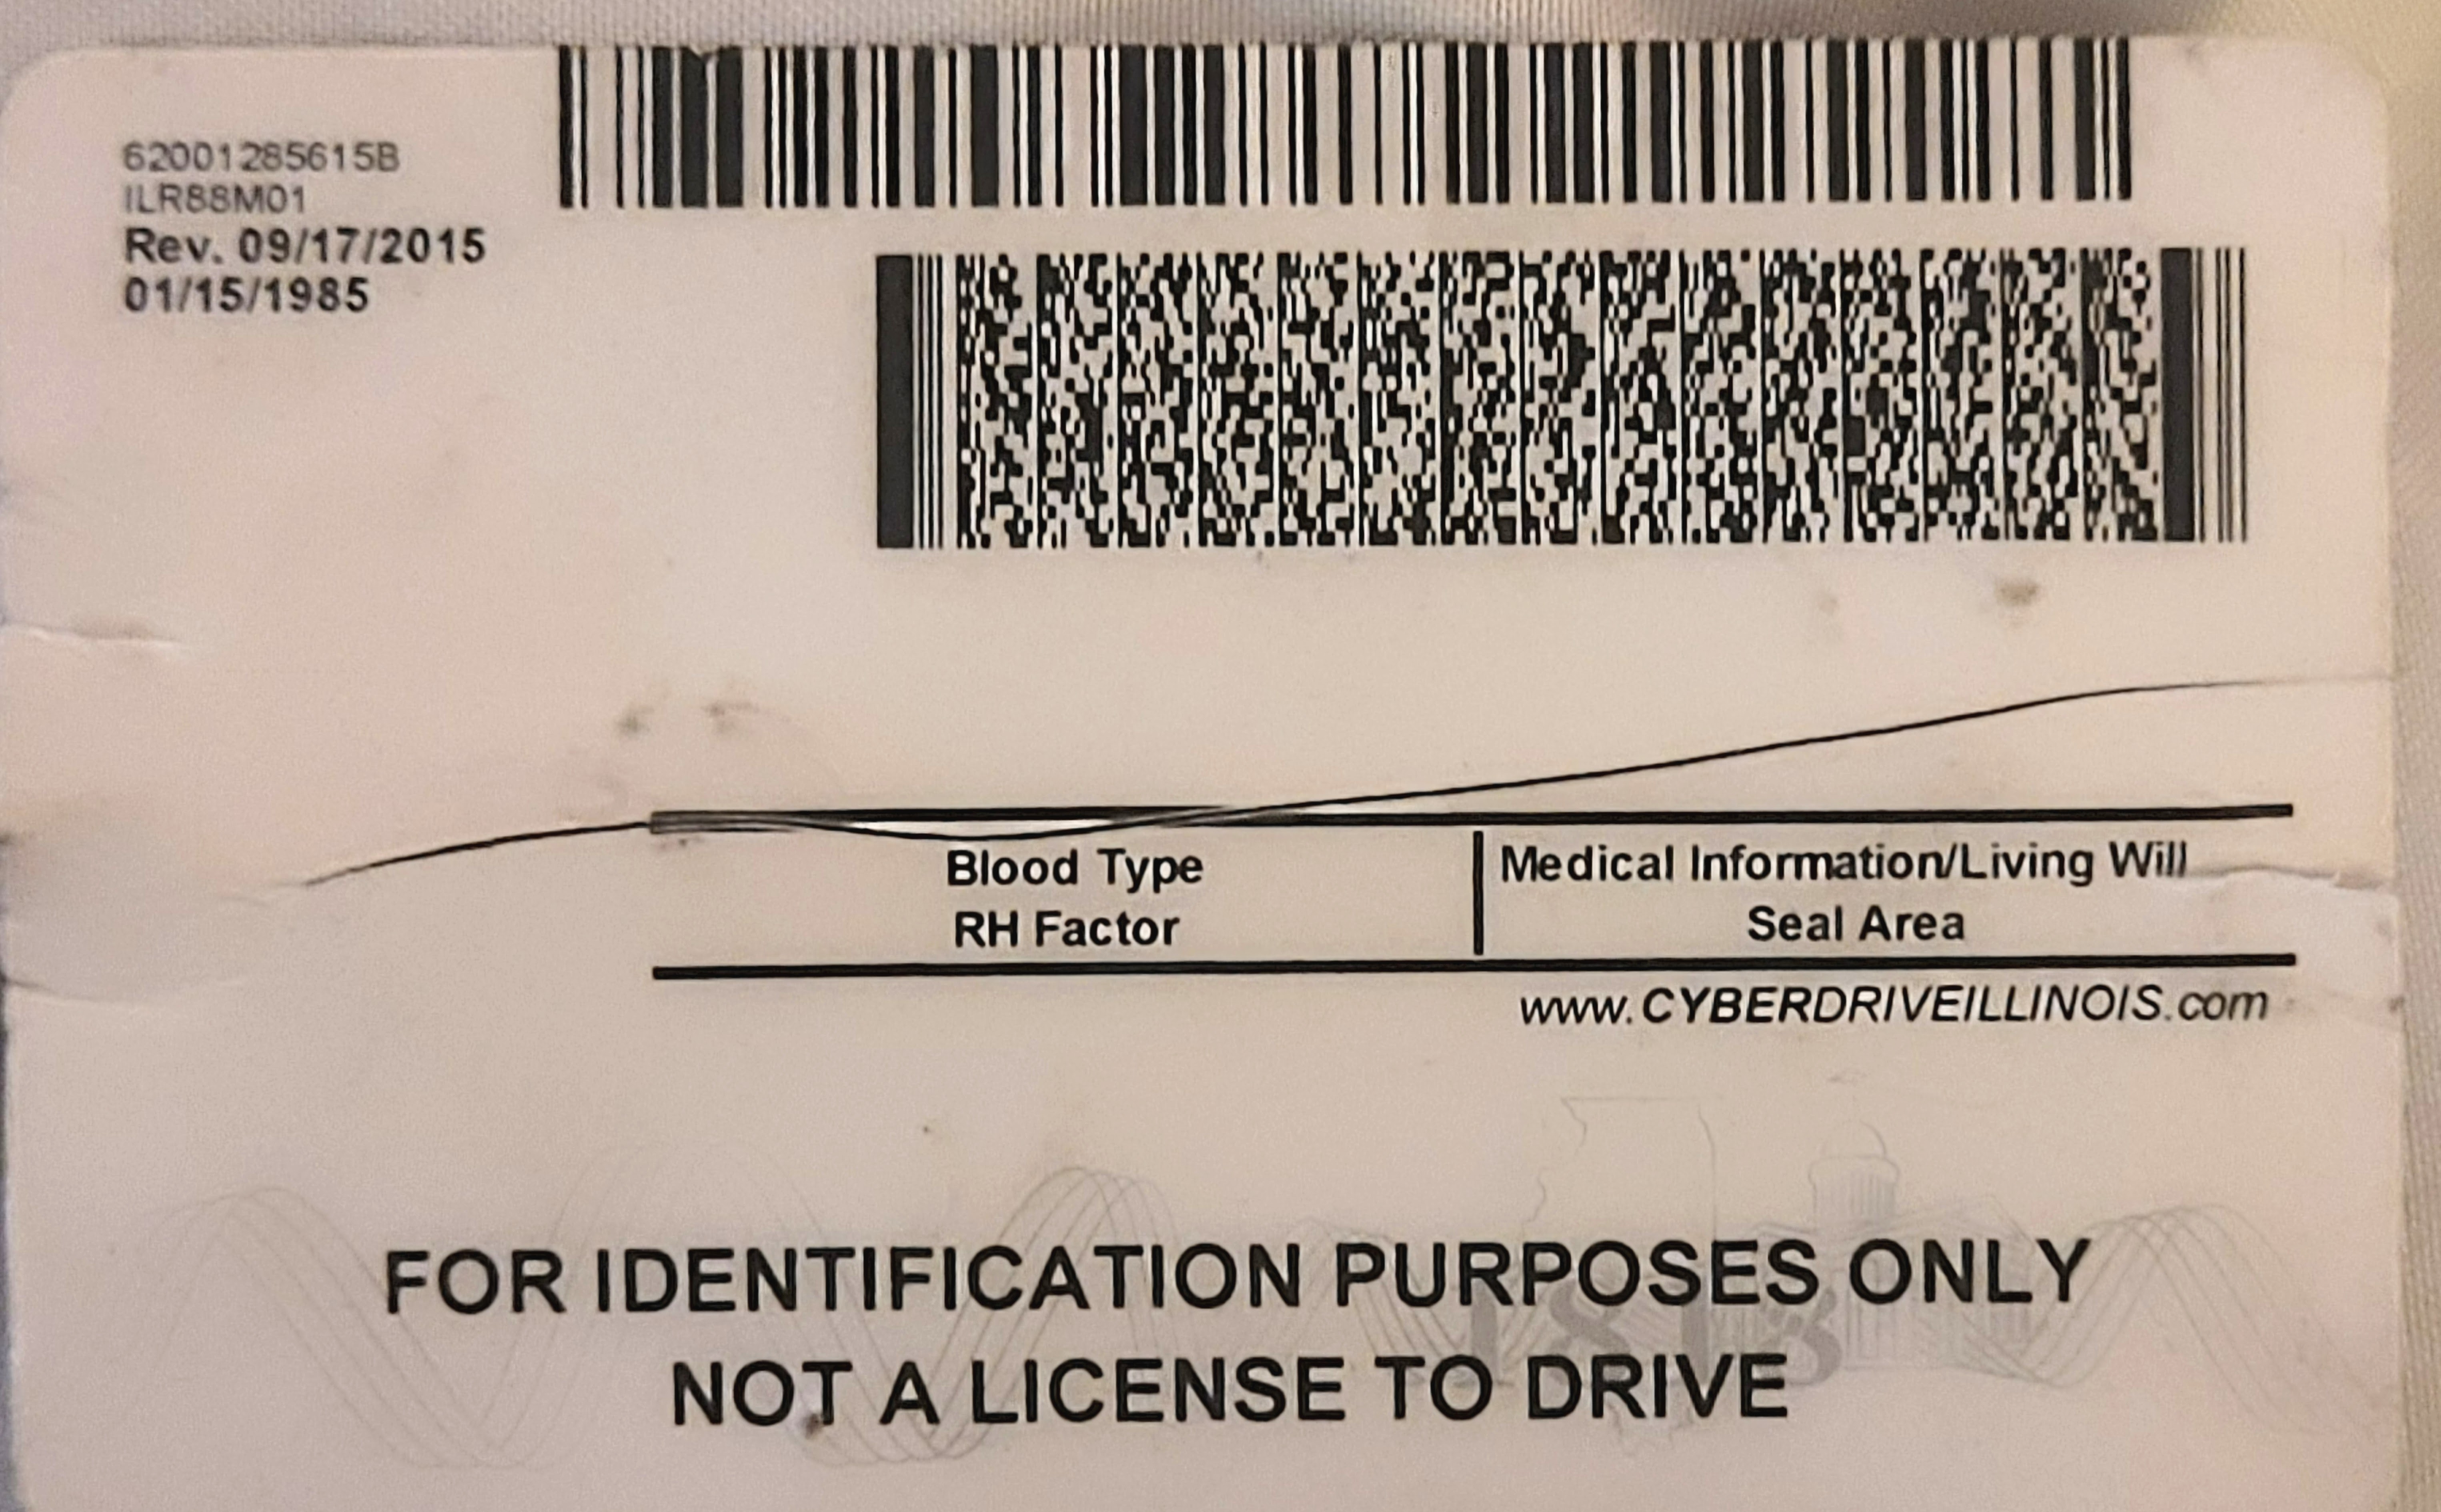 62001285615B
ILR88M01
Rev. 09/17/2015
01/15/1985
Blood Type
RH Factor
Medical Information/Living Will
Seal Area
www.CYBERDRIVEILLINOIS.com
FOR IDENTIFICATION PURPOSES ONLY
1818
NOT A LICENSE TO DRIVE